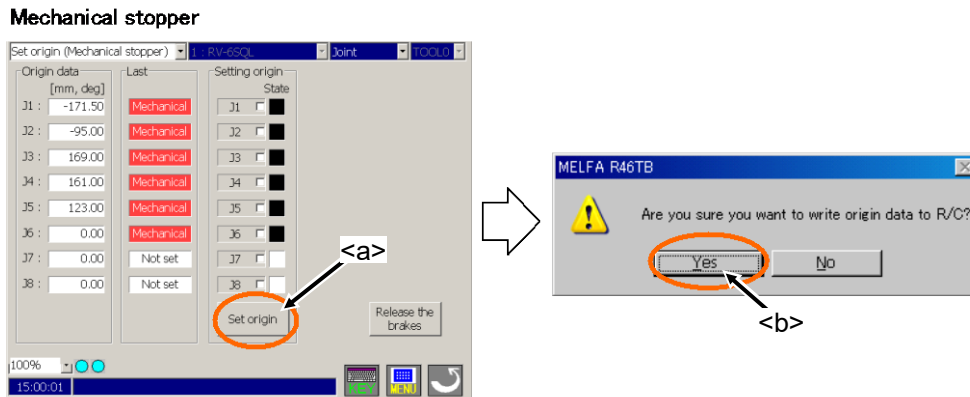 Mechanical stopper
Set origin (Mechanical stopper) 1 : RV-6SQL Joint TOOL0
Origin data Last Setting origin
[mm, deg] State
J1 : -171.50 Mechanical J1
J2 : -95.00 Mechanical J2
J3 : 169.00 Mechanical J3
J4 : 161.00 Mechanical J4
J5 : 123.00 Mechanical J5
J6 : 0.00 Mechanical J6
J7 : 0.00 Not set J7
J8 : 0.00 Not set J8
<a>
Set origin
Release the
brakes
100%
15:00:01
KEY MENU
MELFA R46TB
Are you sure you want to write origin data to R/C?
Yes No
<b>